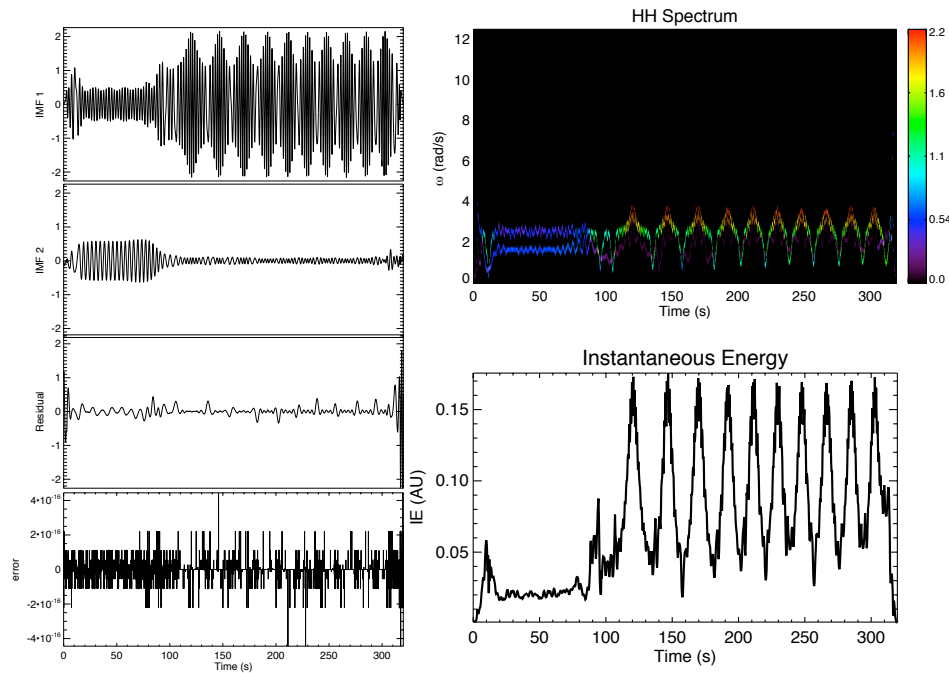 2
1
0
-1
-2
IMF 1
2
1
0
-1
-2
IMF 2
2
1
0
-1
-2
Residual
4•10⁻¹⁶
2•10⁻¹⁶
0
-2•10⁻¹⁶
-4•10⁻¹⁶
error
0 50 100 150 200 250 300
Time (s)
HH Spectrum
12
10
8
6
4
2
0
ω (rad/s)
0 50 100 150 200 250 300
Time (s)
2.2
1.6
1.1
0.54
0.0
Instantaneous Energy
0.15
0.10
0.05
IE (AU)
0 50 100 150 200 250 300
Time (s)